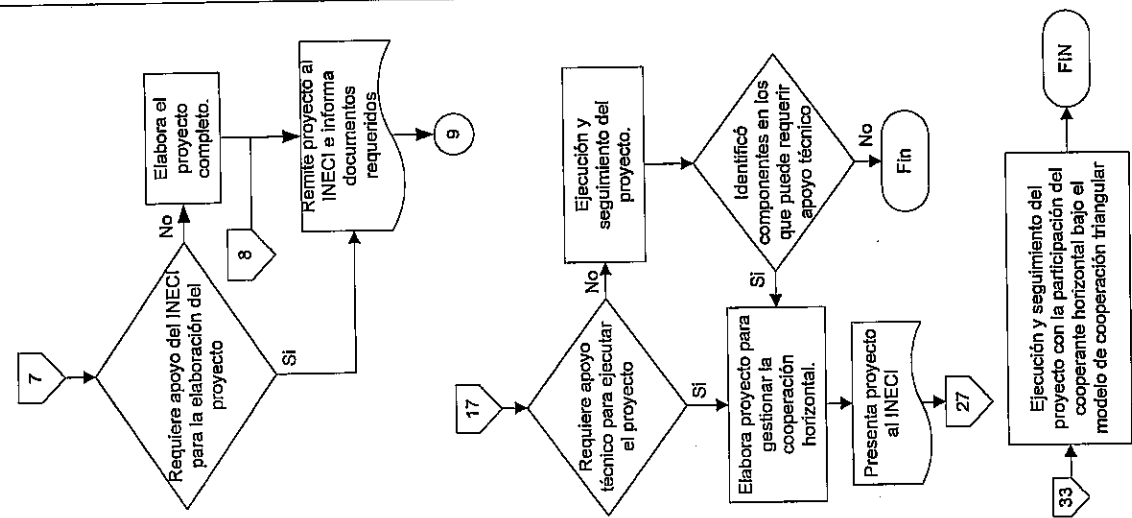 7
Requiere apoyo del INECI
para la elaboración del
proyecto
No
Si
Elabora el
proyecto
completo.
8
Remite proyecto al
INECI e informa
documentos
requeridos
9
17
Requiere apoyo
técnico para ejecutar
el proyecto
No
Si
Ejecución y
seguimiento del
proyecto.
Identificó
componentes en los
que puede requerir
apoyo técnico
Si
No
Fin
Elabora proyecto para
gestionar la
cooperación
horizontal.
Presenta proyecto
al INECI
27
33
Ejecución y seguimiento del
proyecto con la participación del
cooperante horizontal bajo el
modelo de cooperación triangular
FIN